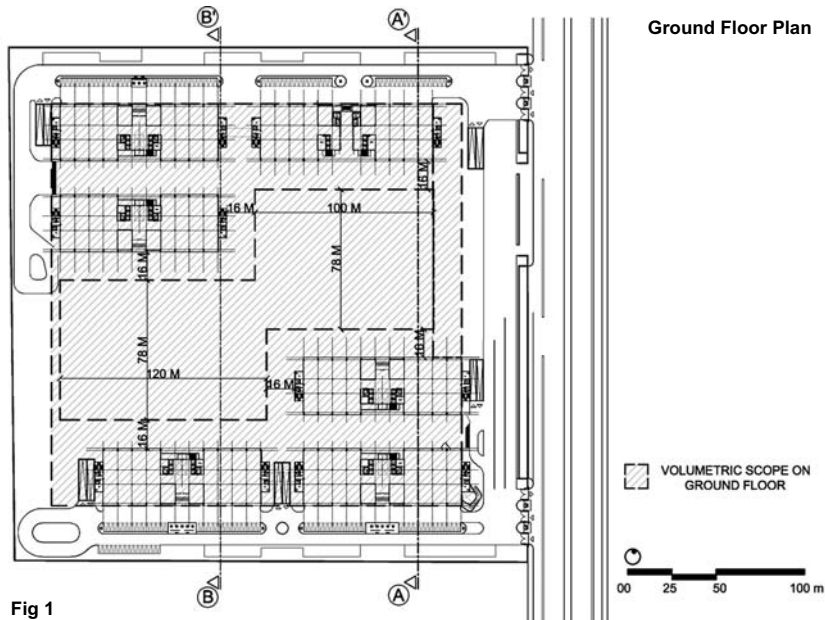 B'
A'
Ground Floor Plan
16 M
16 M
100 M
78 M
16 M
78 M
16 M
120 M
16 M
16 M
VOLUMETRIC SCOPE ON
GROUND FLOOR
B
A
00 25 50 100 m
Fig 1